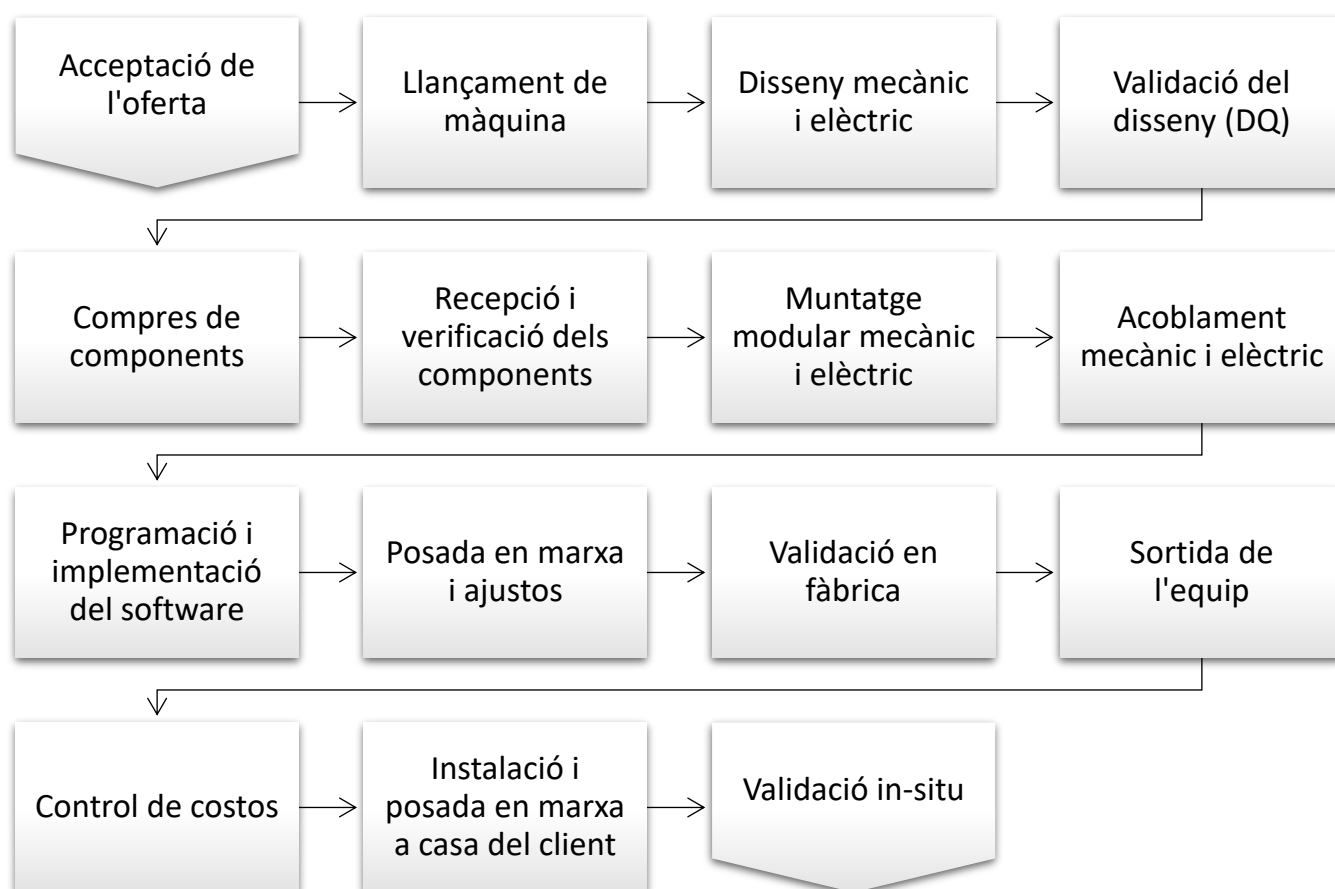 Acceptació de
l'oferta
Llançament de
màquina
Disseny mecànic
i elèctric
Validació del
disseny (DQ)
Compres de
components
Recepció i
verificació dels
components
Muntatge
modular mecànic
i elèctric
Acoblament
mecànic i elèctric
Programació i
implementació
del software
Posada en marxa
i ajustos
Validació en
fàbrica
Sortida de
l'equip
Control de costos
Instalació i
posada en marxa
a casa del client
Validació in-situ